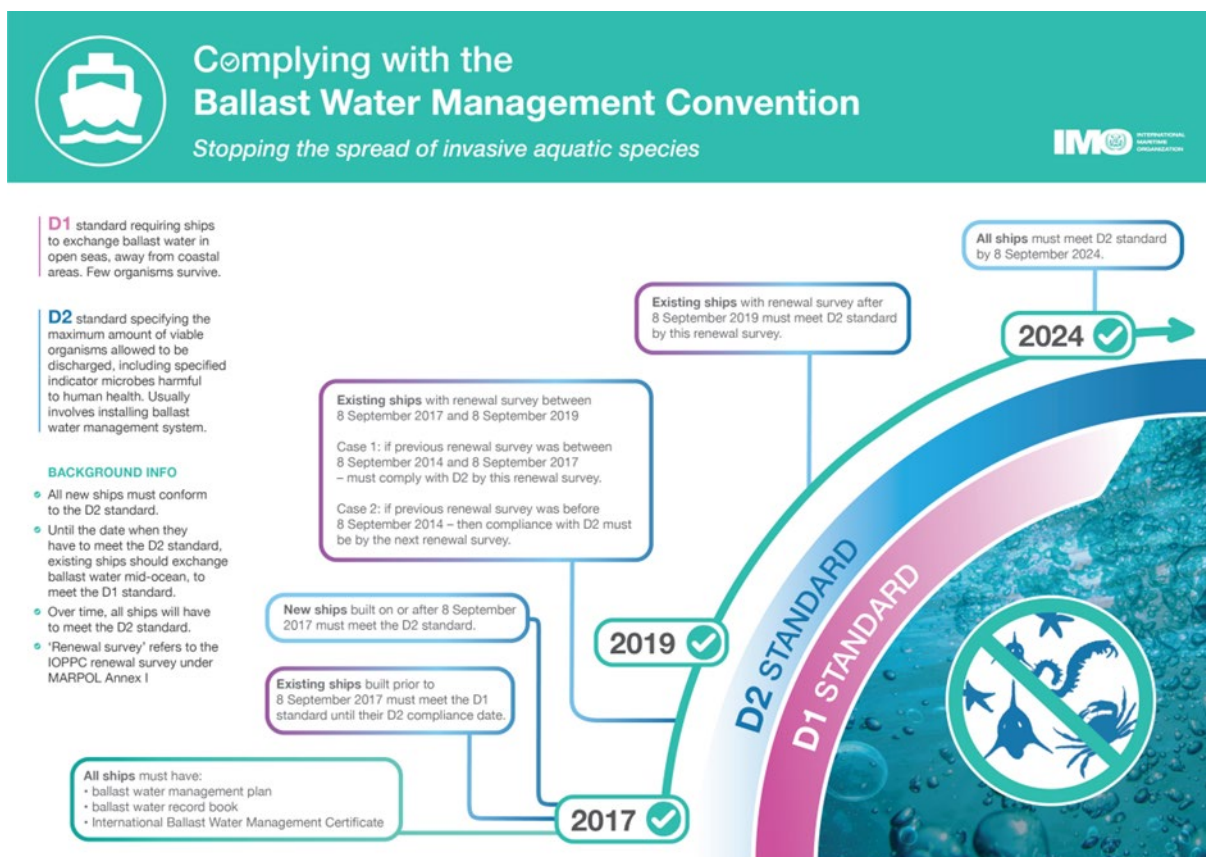 Complying with the
Ballast Water Management Convention
Stopping the spread of invasive aquatic species
IMO
INTERNATIONAL
MARITIME
ORGANIZATION
D1 standard requiring ships
to exchange ballast water in
open seas, away from coastal
areas. Few organisms survive.
D2 standard specifying the
maximum amount of viable
organisms allowed to be
discharged, including specified
indicator microbes harmful
to human health. Usually
involves installing ballast
water management system.
BACKGROUND INFO
All new ships must conform
to the D2 standard.
Until the date when they
have to meet the D2 standard,
existing ships should exchange
ballast water mid-ocean, to
meet the D1 standard.
Over time, all ships will have
to meet the D2 standard.
‘Renewal survey’ refers to the
IOPPC renewal survey under
MARPOL Annex I
All ships must meet D2 standard
by 8 September 2024.
2024
Existing ships with renewal survey after
8 September 2019 must meet D2 standard
by this renewal survey.
Existing ships with renewal survey between
8 September 2017 and 8 September 2019
Case 1: if previous renewal survey was between
8 September 2014 and 8 September 2017
– must comply with D2 by this renewal survey.
Case 2: if previous renewal survey was before
8 September 2014 – then compliance with D2 must
be by the next renewal survey.
2019
New ships built on or after 8 September
2017 must meet the D2 standard.
Existing ships built prior to
8 September 2017 must meet the D1
standard until their D2 compliance date.
All ships must have:
• ballast water management plan
• ballast water record book
• International Ballast Water Management Certificate
2017
D2 STANDARD
D1 STANDARD